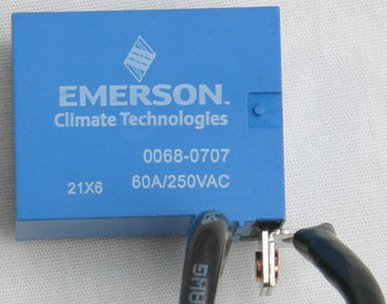 EMERSON.
Climate Technologies
0068-0707
21X6 60A/250VAC